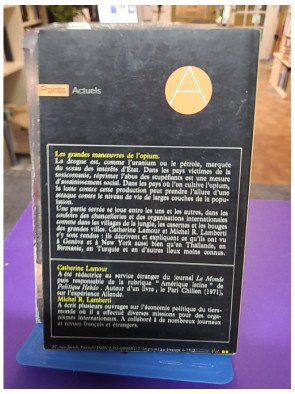 Points Actuels
A
Les grandes manœuvres de l'opium.
La drogue est, comme l'uranium ou le pétrole, marquée
du sceau des intérêts d'État. Dans les pays victimes de la
toxicomanie, réprimer l'abus des stupéfiants est une mesure
d'assainissement social. Dans les pays où l'on cultive l'opium,
la lutte contre cette production peut prendre l'allure d'une
attaque contre le niveau de vie de larges couches de la popu-
lation.
Une partie serrée se joue entre les uns et les autres, dans les
couloirs des chancelleries et des organisations internationales
comme dans les villages de la jungle, les casernes et les bouges
des grandes villes. Catherine Lamour et Michel R. Lamberti
s'y sont rendus : ils décrivent et expliquent ce qu'ils ont vu
à Genève et à New York aussi bien qu'en Thaïlande, en
Birmanie, en Turquie et en d'autres lieux moins connus.
Catherine Lamour
A été rédactrice au service étranger du journal Le Monde
puis responsable de la rubrique "Amérique latine" de
Politique Hebdo. Auteur d'un livre, le Pari Chilien (1971),
sur l'expérience Allende.
Michel R. Lamberti
A écrit plusieurs ouvrages sur l'économie politique du tiers-
monde où il a effectué diverses missions pour des orga-
nismes internationaux. A collaboré à de nombreux journaux
et revues français et étrangers.
27, rue Jacob, Paris 6 / ISBN